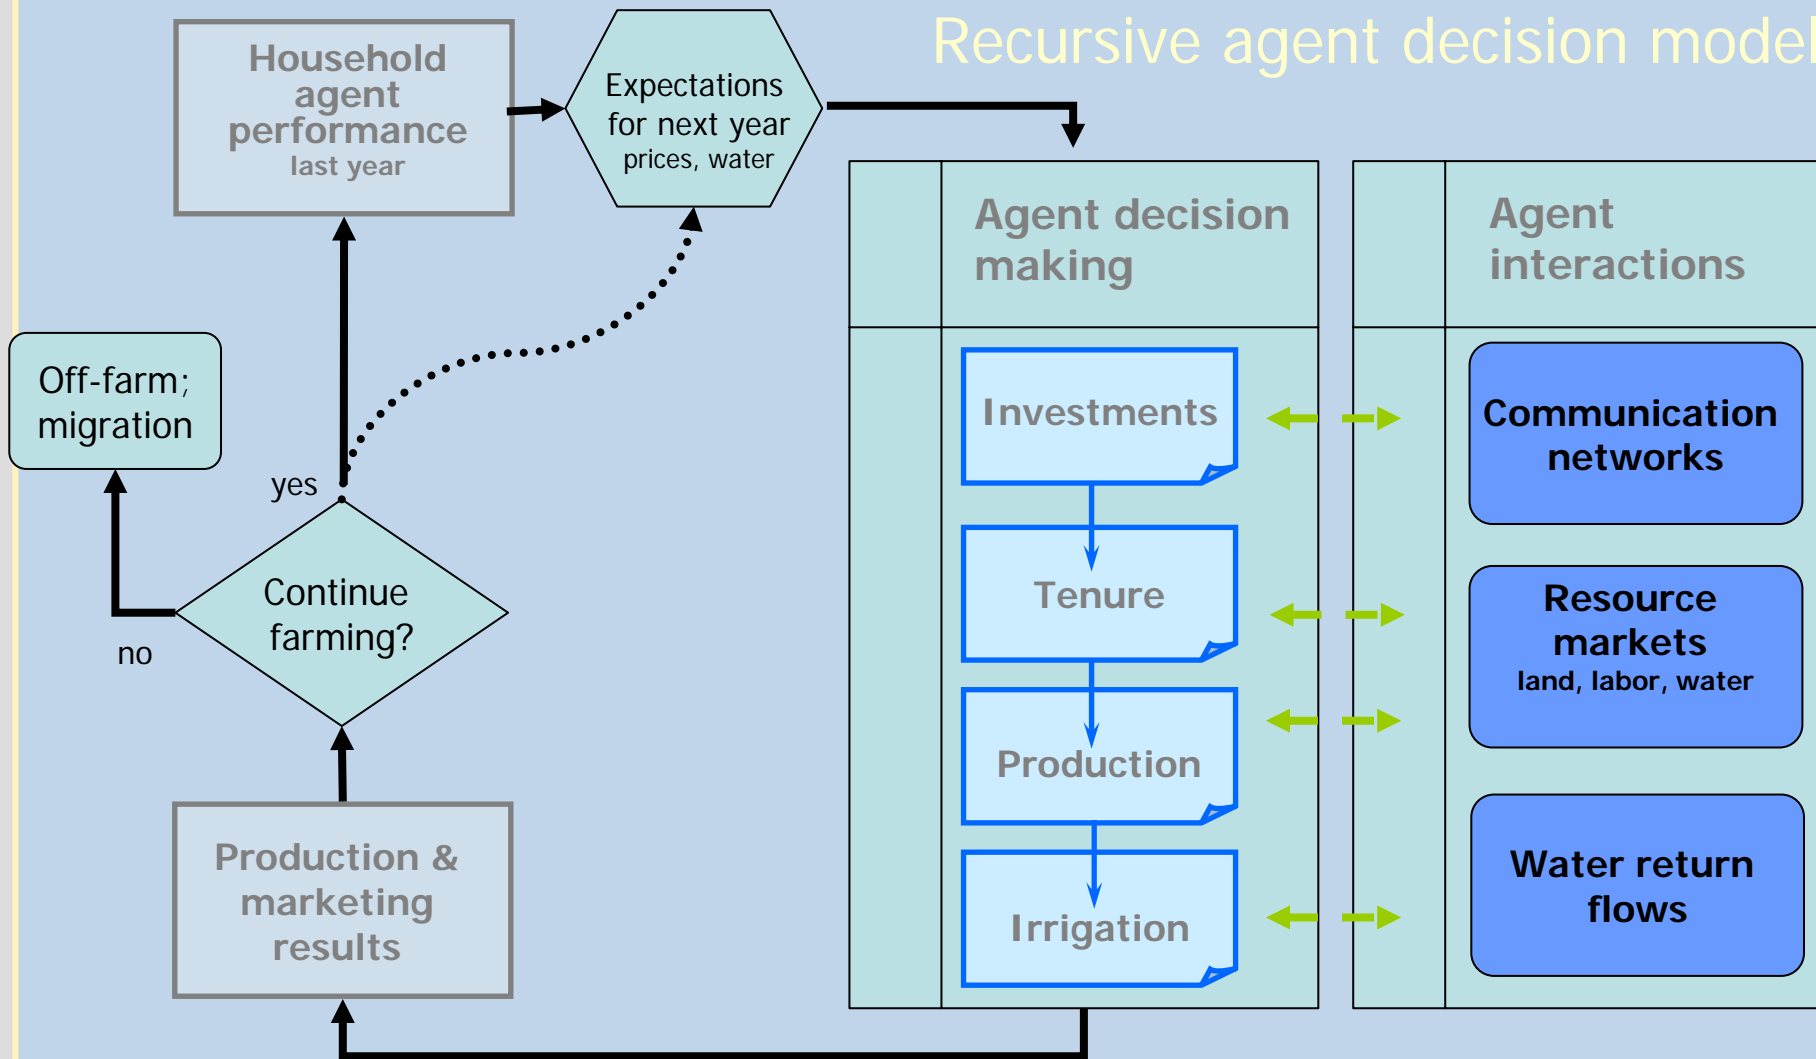 Recursive agent decision model
Household
agent
performance
last year
Expectations
for next year
prices, water
Agent decision
making
Agent
interactions
Off-farm;
migration
yes
Continue
farming?
no
Production &
marketing
results
Investments
Tenure
Production
Irrigation
Communication
networks
Resource
markets
land, labor, water
Water return
flows